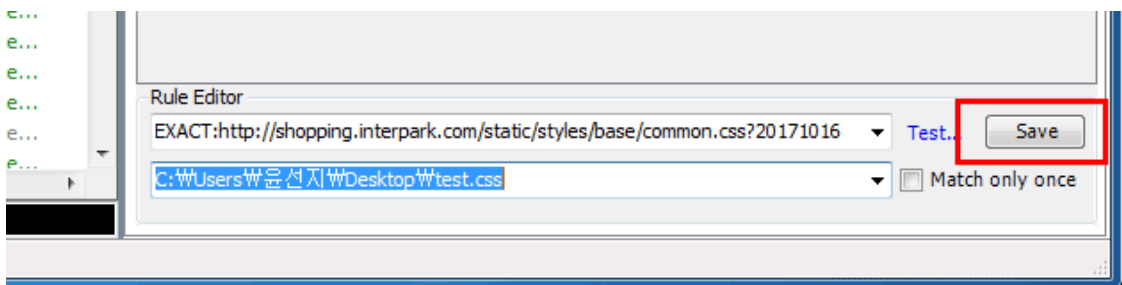 e...
e...
e...
e...
e...
e...
Rule Editor
EXACT:http://shopping.interpark.com/static/styles/base/common.css?20171016
Test...
Save
C:₩Users₩윤선지₩Desktop₩test.css
Match only once